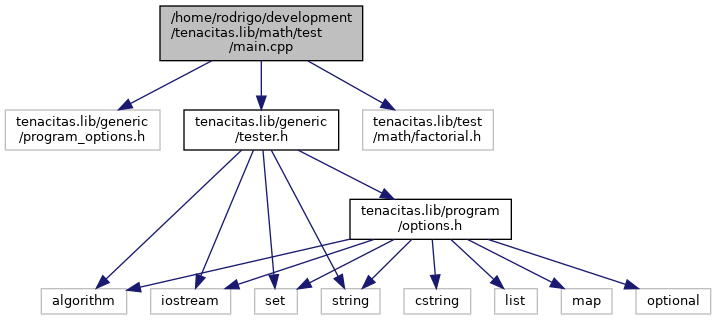 /home/rodrigo/development
/tenacitas.lib/math/test
/main.cpp
tenacitas.lib/generic
/program_options.h
tenacitas.lib/generic
/tester.h
tenacitas.lib/test
/math/factorial.h
tenacitas.lib/program
/options.h
algorithm
iostream
set
string
cstring
list
map
optional